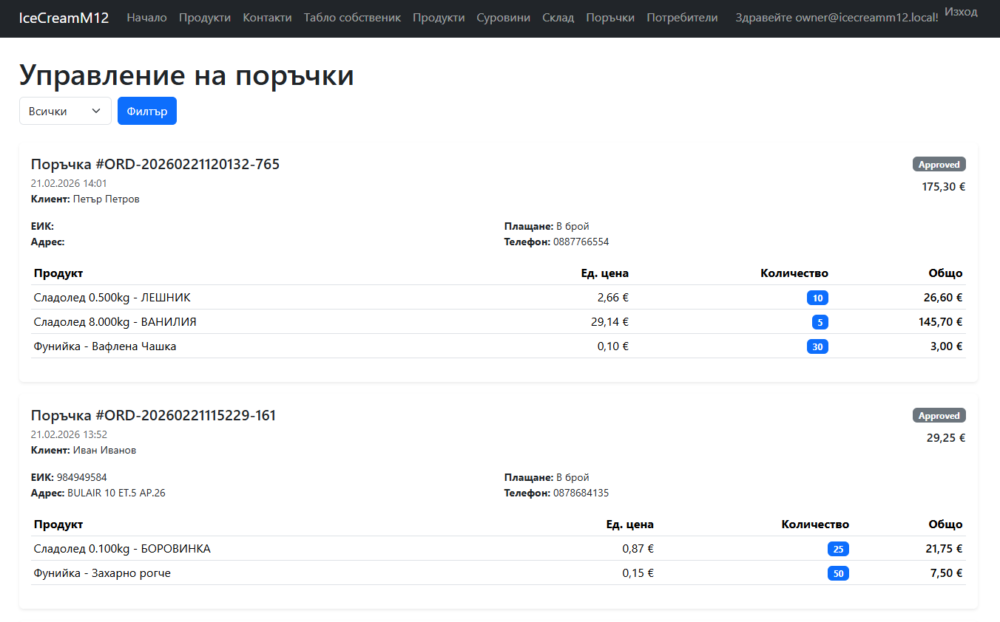 IceCreamM12 Начало Продукти Контакти Табло собственик Продукти Суровини Склад Поръчки Потребители Здравейте owner@icecreamm12.local! Изход
Управление на поръчки
Всички Филтър
Поръчка #ORD-20260221120132-765 Approved
21.02.2026 14:01 175,30 €
Клиент: Петър Петров
ЕИК: Плащане: В брой
Адрес: Телефон: 0887766554
Продукт Ед. цена Количество Общо
Сладолед 0.500kg - ЛЕШНИК 2,66 € 10 26,60 €
Сладолед 8.000kg - ВАНИЛИЯ 29,14 € 5 145,70 €
Фунийка - Вафлена Чашка 0,10 € 30 3,00 €
Поръчка #ORD-20260221115229-161 Approved
21.02.2026 13:52 29,25 €
Клиент: Иван Иванов
ЕИК: 984949584 Плащане: В брой
Адрес: BULAIR 10 ET.5 AP.26 Телефон: 0878684135
Продукт Ед. цена Количество Общо
Сладолед 0.100kg - БОРОВИНКА 0,87 € 25 21,75 €
Фунийка - Захарно рогче 0,15 € 50 7,50 €